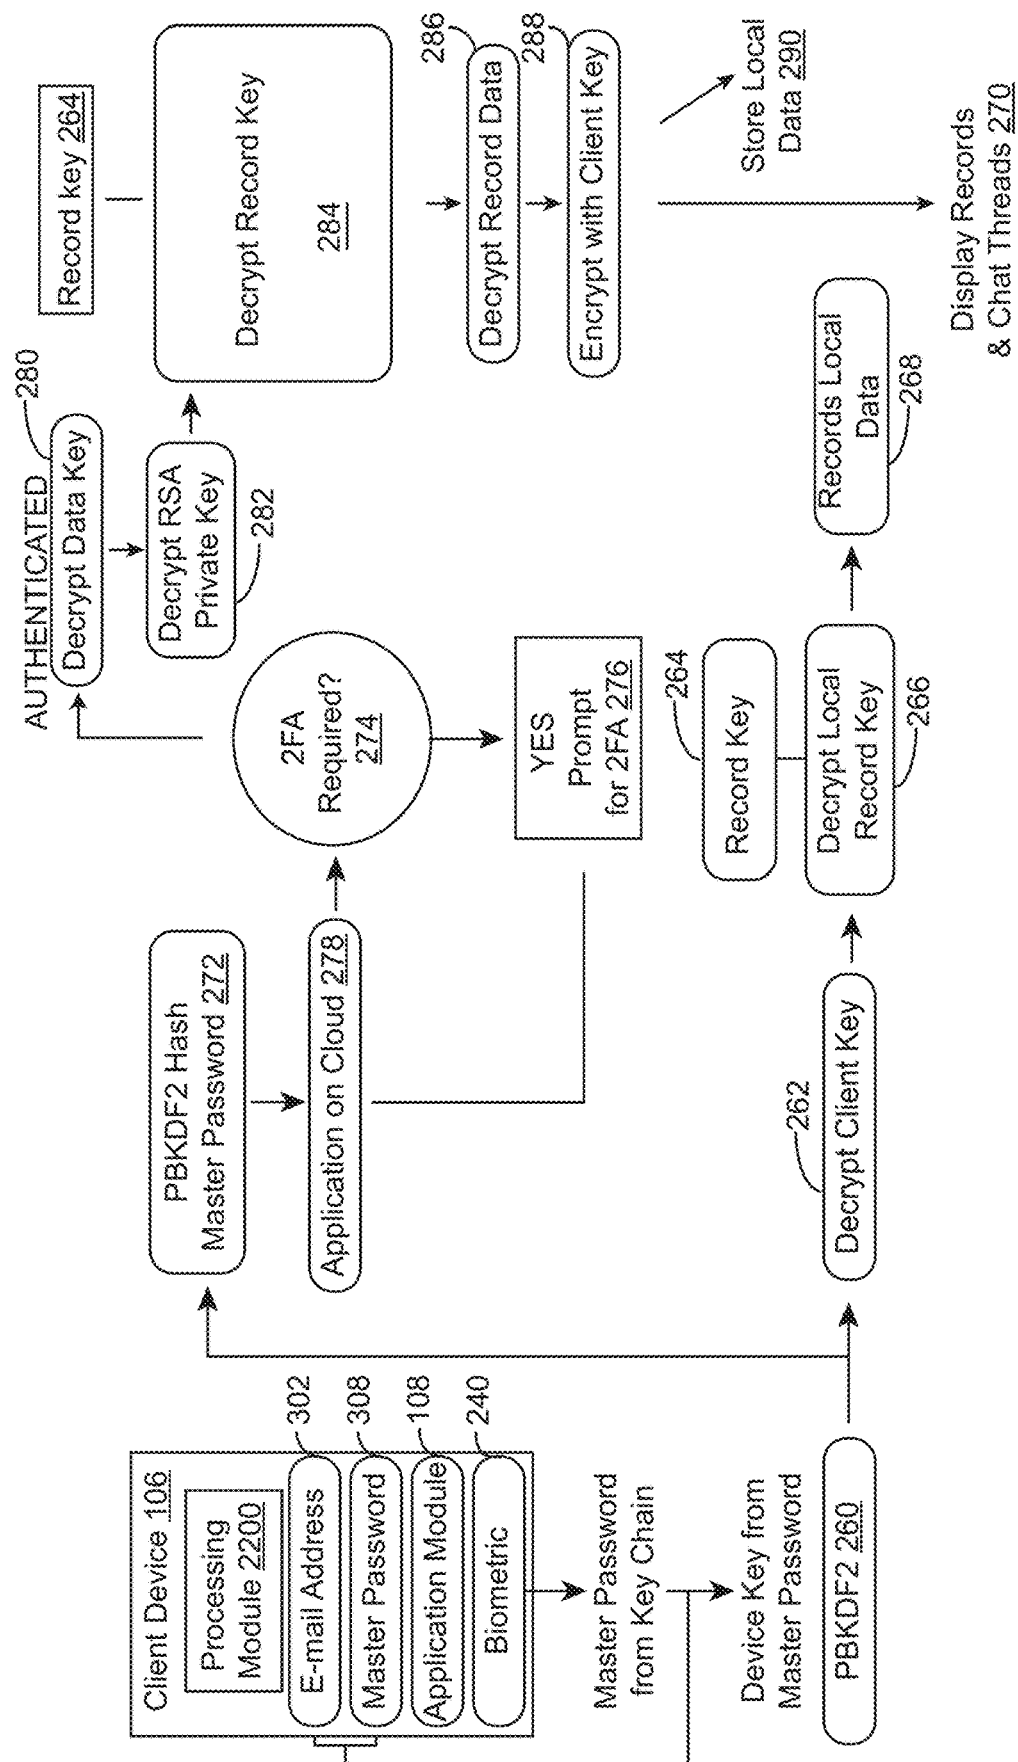 Client Device 106
Processing
Module 2200
E-mail Address
302
Master Password
308
Application Module
108
Biometric
240
Master Password
from Key Chain
Device Key from
Master Password
PBKDF2 260
PBKDF2 Hash
Master Password 272
Application on Cloud 278
2FA
Required?
274
YES
Prompt
for 2FA 276
262
Decrypt Client Key
264
Record Key
Decrypt Local
Record Key
266
Records Local
Data
268
AUTHENTICATED
280
Decrypt Data Key
Decrypt RSA
Private Key
282
Record key 264
Decrypt Record Key
284
286
Decrypt Record Data
288
Encrypt with Client Key
Store Local
Data 290
Display Records
& Chat Threads 270